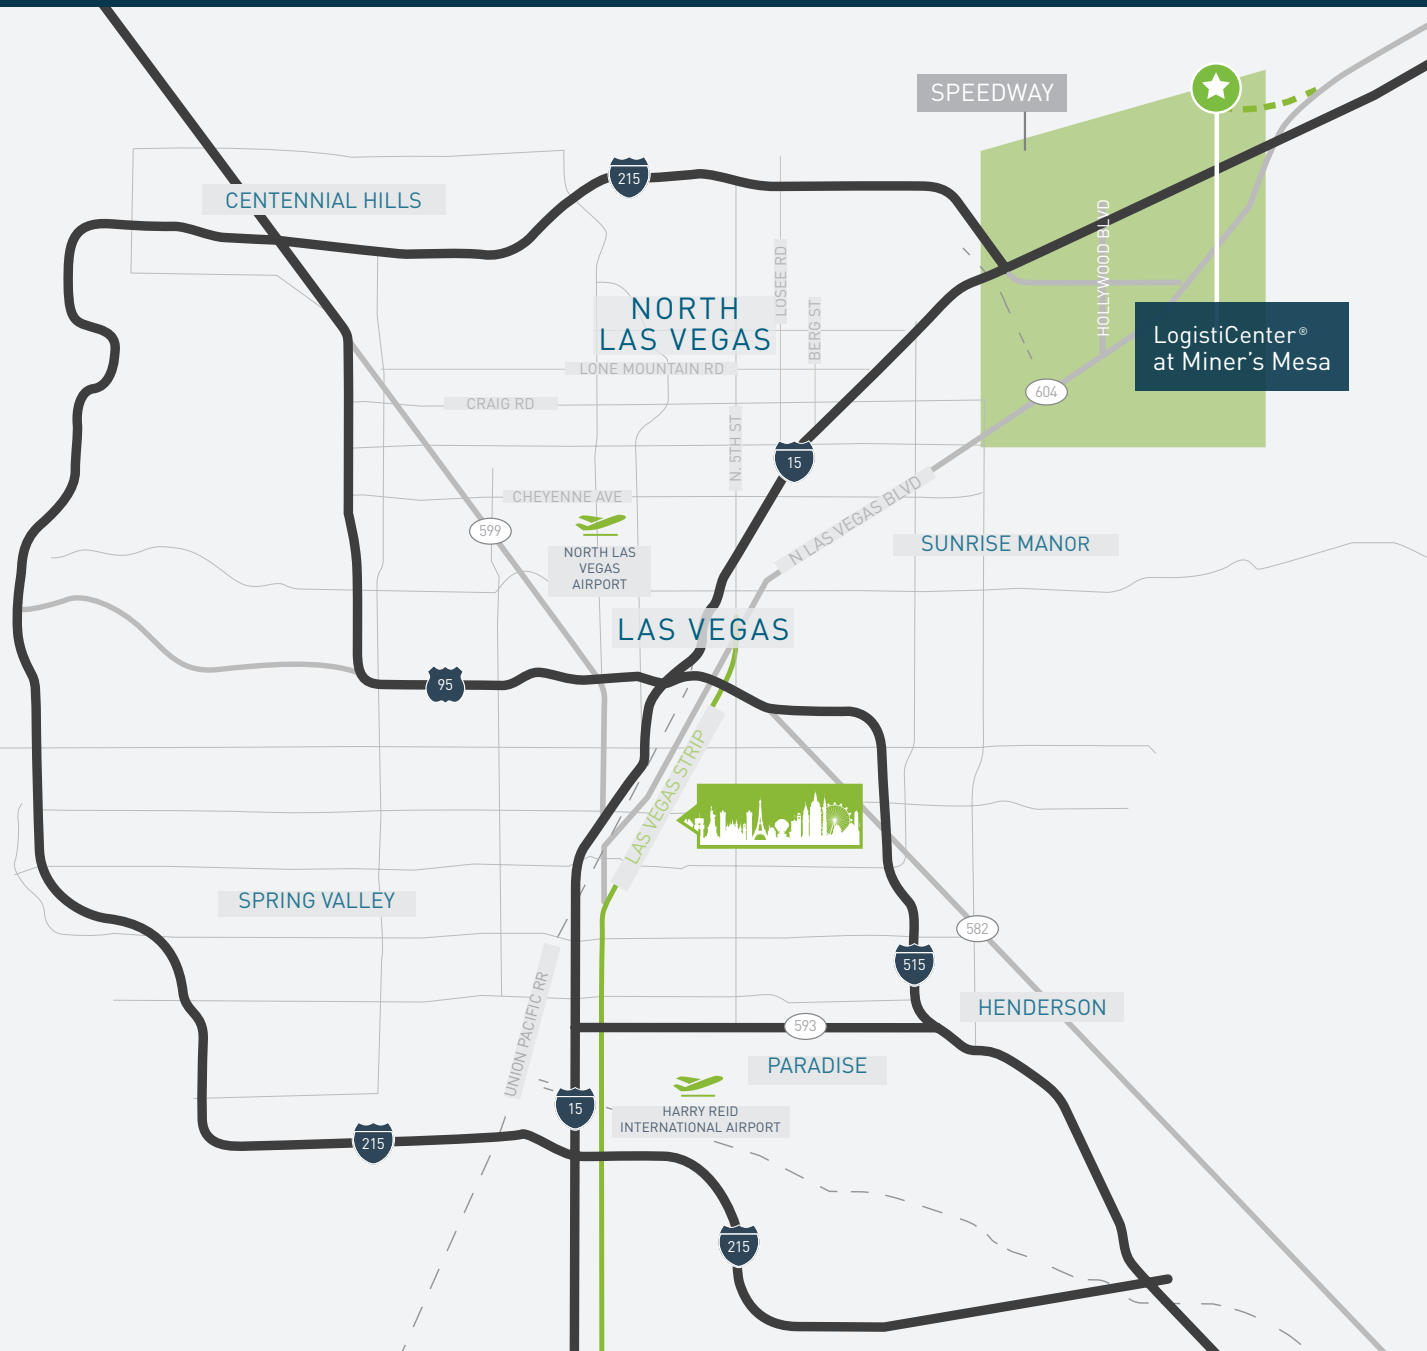 SPEEDWAY
215
CENTENNIAL HILLS
HOLLYWOOD BLVD
LOSEE RD
NORTH
LAS VEGAS
BERG ST
LogistiCenter®
at Miner's Mesa
LONE MOUNTAIN RD
604
CRAIG RD
N. 5TH ST
15
CHEYENNE AVE
N LAS VEGAS BLVD
599
SUNRISE MANOR
NORTH LAS
VEGAS
AIRPORT
LAS VEGAS
95
LAS VEGAS STRIP
SPRING VALLEY
582
515
UNION PACIFIC RR
HENDERSON
593
PARADISE
15
HARRY REID
INTERNATIONAL AIRPORT
215
215